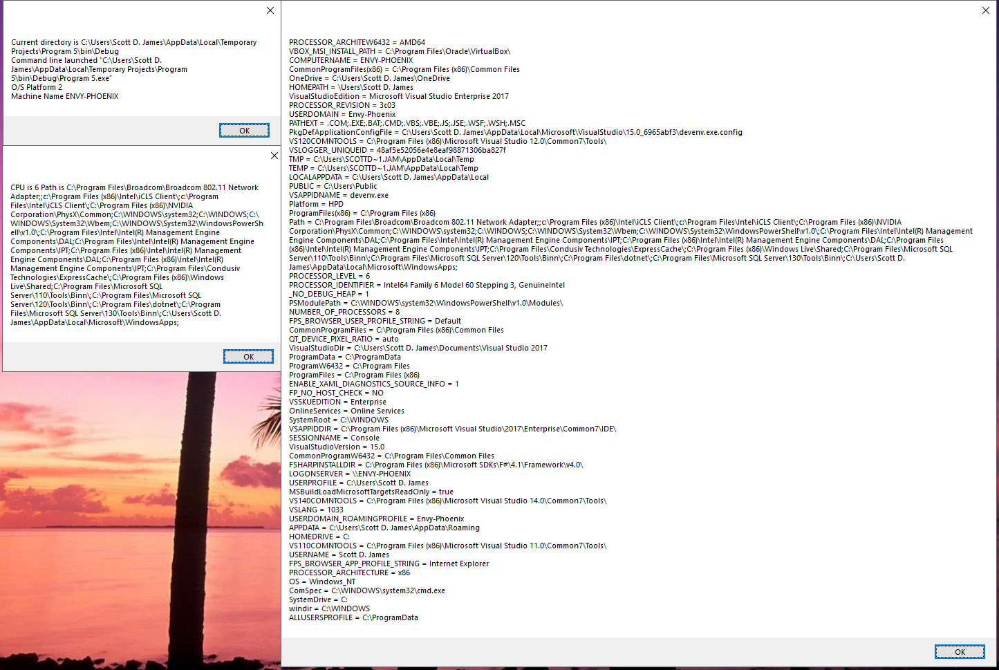 Current directory is C:\Users\Scott D. James\AppData\Local\Temporary
Projects\Program 5\bin\Debug
Command line launched "C:\Users\Scott D.
James\AppData\Local\Temporary Projects\Program
5\bin\Debug\Program 5.exe"
O/S Platform 2
Machine Name ENVY-PHOENIX
OK
CPU is 6 Path is C:\Program Files\Broadcom\Broadcom 802.11 Network
Adapter;;c:\Program Files (x86)\Intel\iCLS Client\;c:\Program
Files\Intel\iCLS Client\;C:\Program Files (x86)\NVIDIA
Corporation\PhysX\Common;C:\WINDOWS\system32;C:\WINDOWS;C:\
WINDOWS\System32\Wbem;C:\WINDOWS\System32\WindowsPowerSh
ell\v1.0\;C:\Program Files\Intel\Intel(R) Management Engine
Components\DAL;C:\Program Files\Intel\Intel(R) Management Engine
Components\IPT;C:\Program Files (x86)\Intel\Intel(R) Management
Engine Components\DAL;C:\Program Files (x86)\Intel\Intel(R)
Management Engine Components\IPT;C:\Program Files\Condusiv
Technologies\ExpressCache\;C:\Program Files (x86)\Windows
Live\Shared;C:\Program Files\Microsoft SQL
Server\110\Tools\Binn\;C:\Program Files\Microsoft SQL
Server\120\Tools\Binn\;C:\Program Files\dotnet\;C:\Program
Files\Microsoft SQL Server\130\Tools\Binn\;C:\Users\Scott D.
James\AppData\Local\Microsoft\WindowsApps;
OK
PROCESSOR_ARCHITEW6432 = AMD64
VBOX_MSI_INSTALL_PATH = C:\Program Files\Oracle\VirtualBox\
COMPUTERNAME = ENVY-PHOENIX
CommonProgramFiles(x86) = C:\Program Files (x86)\Common Files
OneDrive = C:\Users\Scott D. James\OneDrive
HOMEPATH = \Users\Scott D. James
VisualStudioEdition = Microsoft Visual Studio Enterprise 2017
PROCESSOR_REVISION = 3c03
USERDOMAIN = Envy-Phoenix
PATHEXT = .COM;.EXE;.BAT;.CMD;.VBS;.VBE;.JS;.JSE;.WSF;.WSH;.MSC
PkgDefApplicationConfigFile = C:\Users\Scott D. James\AppData\Local\Microsoft\VisualStudio\15.0_6965abf3\devenv.exe.config
VS120COMNTOOLS = C:\Program Files (x86)\Microsoft Visual Studio 12.0\Common7\Tools\
VSLOGGER_UNIQUEID = 48af5e52056e4e8eaf98871306ba827f
TMP = C:\Users\SCOTTD~1.JAM\AppData\Local\Temp
TEMP = C:\Users\SCOTTD~1.JAM\AppData\Local\Temp
LOCALAPPDATA = C:\Users\Scott D. James\AppData\Local
PUBLIC = C:\Users\Public
VSAPPIDNAME = devenv.exe
Platform = HPD
ProgramFiles(x86) = C:\Program Files (x86)
Path = C:\Program Files\Broadcom\Broadcom 802.11 Network Adapter;;c:\Program Files (x86)\Intel\iCLS Client\;c:\Program Files\Intel\iCLS Client\;C:\Program Files (x86)\NVIDIA
Corporation\PhysX\Common;C:\WINDOWS\system32;C:\WINDOWS;C:\WINDOWS\System32\Wbem;C:\WINDOWS\System32\WindowsPowerShell\v1.0\;C:\Program Files\Intel\Intel(R) Management
Engine Components\DAL;C:\Program Files\Intel\Intel(R) Management Engine Components\IPT;C:\Program Files (x86)\Intel\Intel(R) Management Engine Components\DAL;C:\Program Files
(x86)\Intel\Intel(R) Management Engine Components\IPT;C:\Program Files\Condusiv Technologies\ExpressCache\;C:\Program Files (x86)\Windows Live\Shared;C:\Program Files\Microsoft SQL
Server\110\Tools\Binn\;C:\Program Files\Microsoft SQL Server\120\Tools\Binn\;C:\Program Files\dotnet\;C:\Program Files\Microsoft SQL Server\130\Tools\Binn\;C:\Users\Scott D.
James\AppData\Local\Microsoft\WindowsApps;
PROCESSOR_LEVEL = 6
PROCESSOR_IDENTIFIER = Intel64 Family 6 Model 60 Stepping 3, GenuineIntel
_NO_DEBUG_HEAP = 1
PSModulePath = C:\WINDOWS\system32\WindowsPowerShell\v1.0\Modules\
NUMBER_OF_PROCESSORS = 8
FPS_BROWSER_USER_PROFILE_STRING = Default
CommonProgramFiles = C:\Program Files (x86)\Common Files
QT_DEVICE_PIXEL_RATIO = auto
VisualStudioDir = C:\Users\Scott D. James\Documents\Visual Studio 2017
ProgramData = C:\ProgramData
ProgramW6432 = C:\Program Files
ProgramFiles = C:\Program Files (x86)
ENABLE_XAML_DIAGNOSTICS_SOURCE_INFO = 1
FP_NO_HOST_CHECK = NO
VSSKUEDITION = Enterprise
OnlineServices = Online Services
SystemRoot = C:\WINDOWS
VSAPPIDDIR = C:\Program Files (x86)\Microsoft Visual Studio\2017\Enterprise\Common7\IDE\
SESSIONNAME = Console
VisualStudioVersion = 15.0
CommonProgramW6432 = C:\Program Files\Common Files
FSHARPINSTALLDIR = C:\Program Files (x86)\Microsoft SDKs\F#\4.1\Framework\v4.0\
LOGONSERVER = \\ENVY-PHOENIX
USERPROFILE = C:\Users\Scott D. James
MSBuildLoadMicrosoftTargetsReadOnly = true
VS140COMNTOOLS = C:\Program Files (x86)\Microsoft Visual Studio 14.0\Common7\Tools\
VSLANG = 1033
USERDOMAIN_ROAMINGPROFILE = Envy-Phoenix
APPDATA = C:\Users\Scott D. James\AppData\Roaming
HOMEDRIVE = C:
VS110COMNTOOLS = C:\Program Files (x86)\Microsoft Visual Studio 11.0\Common7\Tools\
USERNAME = Scott D. James
FPS_BROWSER_APP_PROFILE_STRING = Internet Explorer
PROCESSOR_ARCHITECTURE = x86
OS = Windows_NT
ComSpec = C:\WINDOWS\system32\cmd.exe
SystemDrive = C:
windir = C:\WINDOWS
ALLUSERSPROFILE = C:\ProgramData
OK